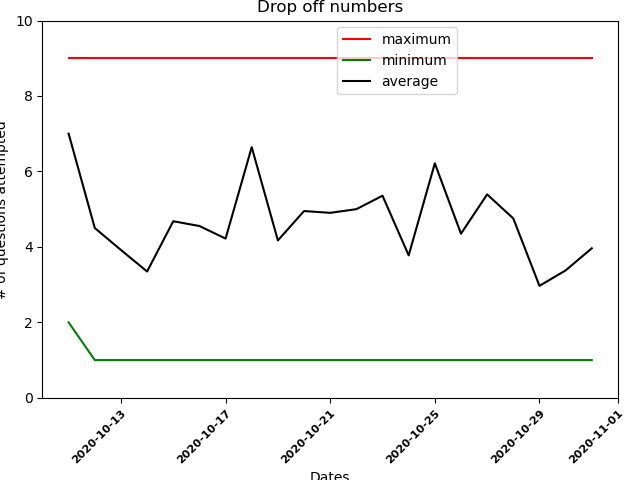 Drop off numbers
maximum
minimum
average
# of questions attempted
10
8
6
4
2
0
2020-10-13
2020-10-17
2020-10-21
2020-10-25
2020-10-29
2020-11-01
Dates